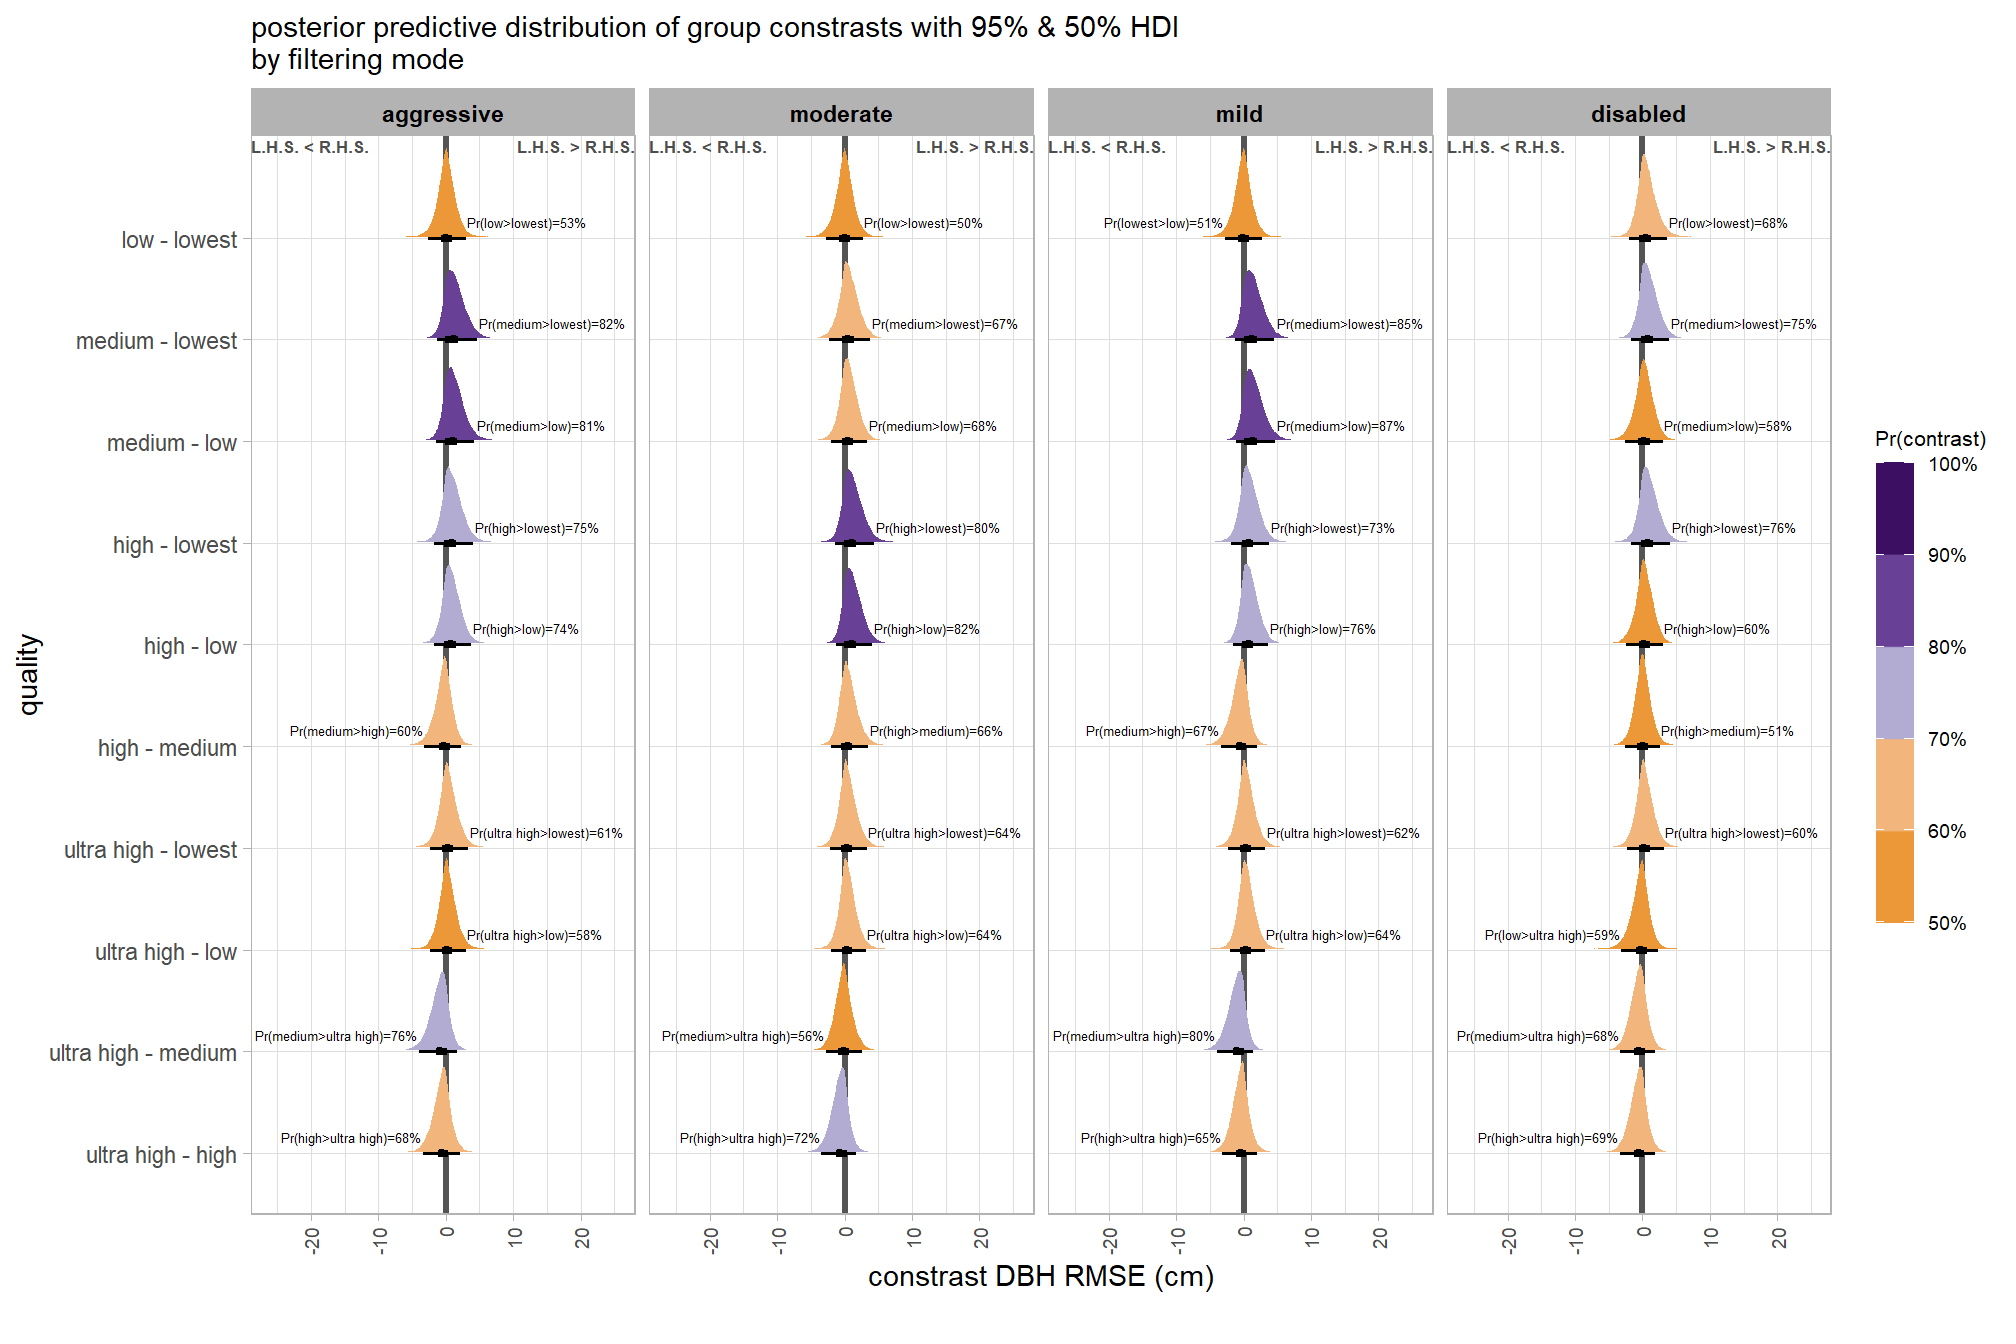 posterior predictive distribution of group constrasts with 95% & 50% HDI
by filtering mode
aggressive moderate mild disabled
L.H.S. < R.H.S. L.H.S. > R.H.S. L.H.S. < R.H.S. L.H.S. > R.H.S. L.H.S. < R.H.S. L.H.S. > R.H.S. L.H.S. < R.H.S. L.H.S. > R.H.S.
Pr(low>lowest)=53% Pr(low>lowest)=50% Pr(lowest>low)=51% Pr(low>lowest)=68%
low - lowest
Pr(medium>lowest)=82% Pr(medium>lowest)=67% Pr(medium>lowest)=85% Pr(medium>lowest)=75%
medium - lowest
Pr(medium>low)=81% Pr(medium>low)=68% Pr(medium>low)=87% Pr(medium>low)=58%
medium - low
Pr(high>lowest)=75% Pr(high>lowest)=80% Pr(high>lowest)=73% Pr(high>lowest)=76%
high - lowest
Pr(high>low)=74% Pr(high>low)=82% Pr(high>low)=76% Pr(high>low)=60%
high - low
Pr(medium>high)=60% Pr(high>medium)=66% Pr(medium>high)=67% Pr(high>medium)=51%
high - medium
Pr(ultra high>lowest)=61% Pr(ultra high>lowest)=64% Pr(ultra high>lowest)=62% Pr(ultra high>lowest)=60%
ultra high - lowest
Pr(ultra high>low)=58% Pr(ultra high>low)=64% Pr(ultra high>low)=64% Pr(low>ultra high)=59%
ultra high - low
Pr(medium>ultra high)=76% Pr(medium>ultra high)=56% Pr(medium>ultra high)=80% Pr(medium>ultra high)=68%
ultra high - medium
Pr(high>ultra high)=68% Pr(high>ultra high)=72% Pr(high>ultra high)=65% Pr(high>ultra high)=69%
ultra high - high
quality
-20 -10 0 10 20 -20 -10 0 10 20 -20 -10 0 10 20 -20 -10 0 10 20
constrast DBH RMSE (cm)
Pr(contrast)
100%
90%
80%
70%
60%
50%